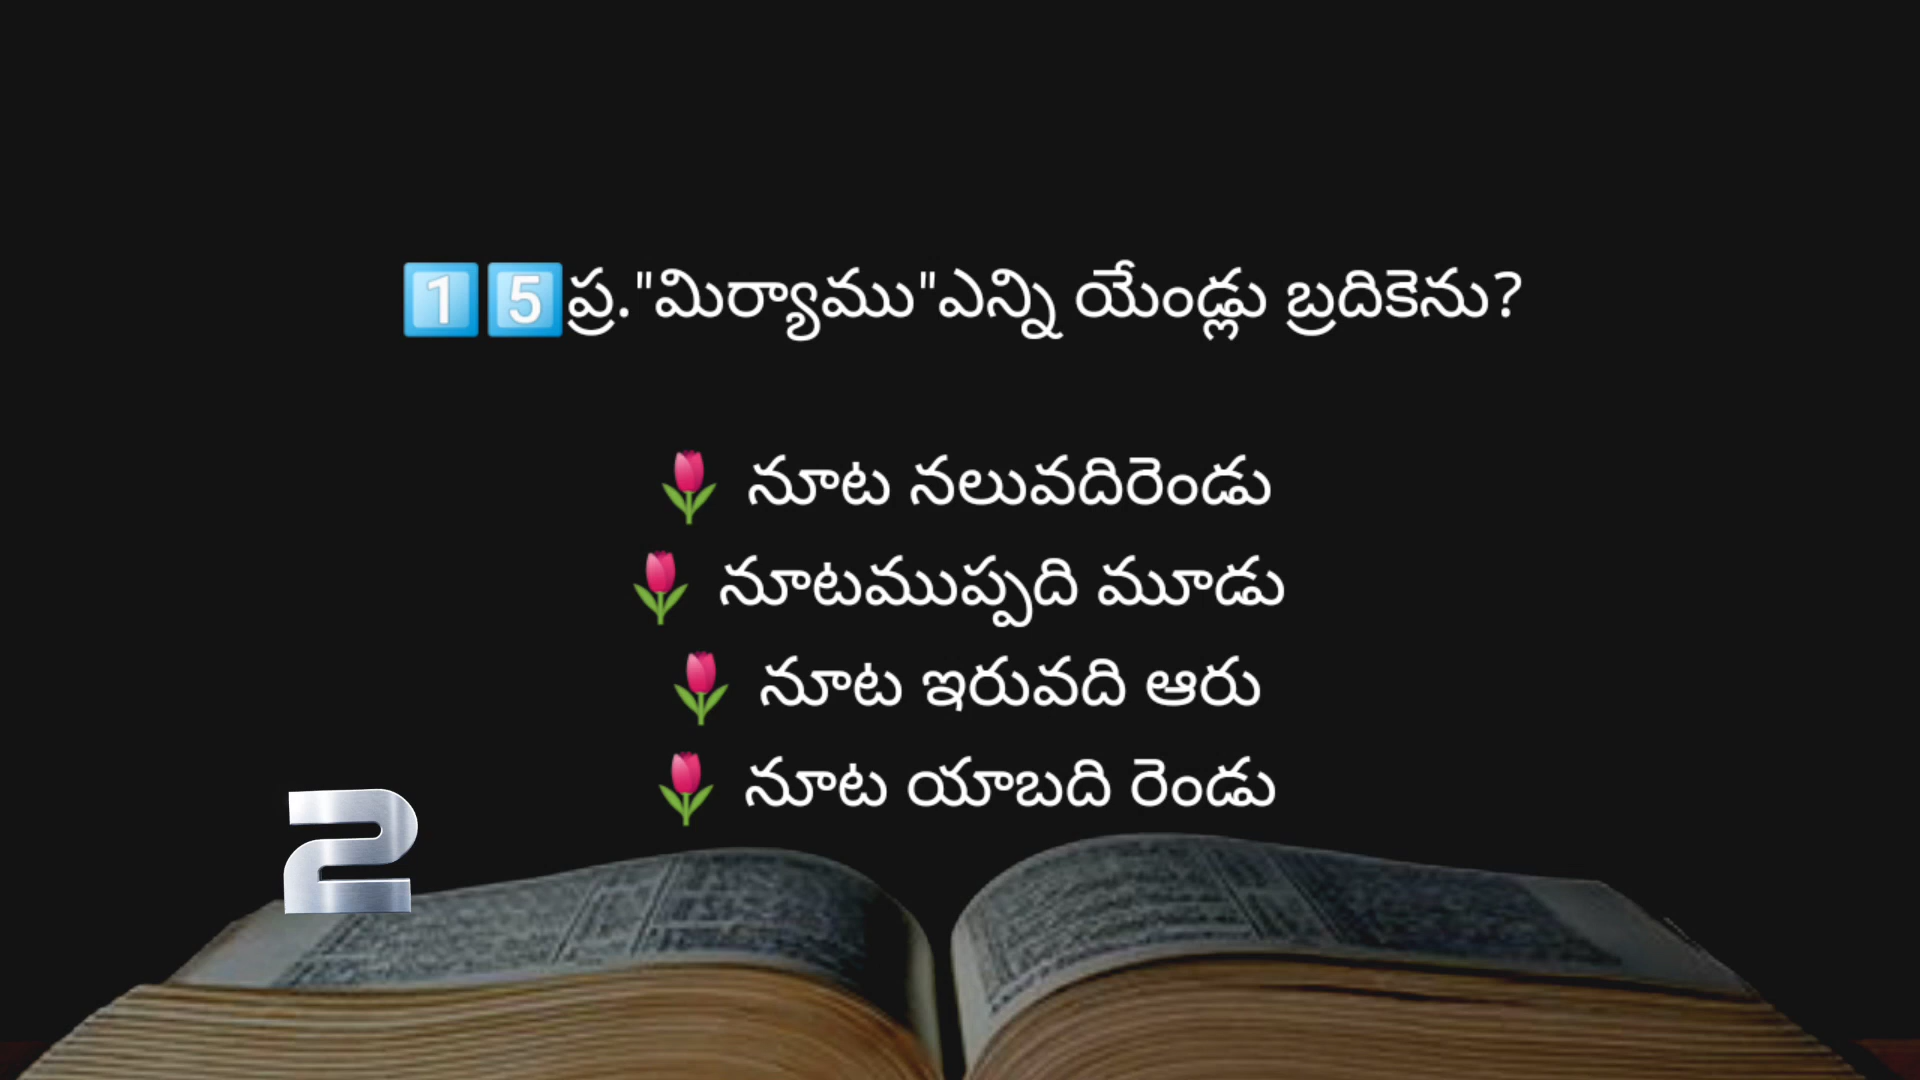 1️⃣5️⃣ప్ర."మిర్యాము"ఎన్ని యేండ్లు బ్రదికెను?
🌷 నూట నలువదిరెండు
🌷 నూటముప్పది మూడు
🌷 నూట ఇరువది ఆరు
🌷 నూట యాబది రెండు
2